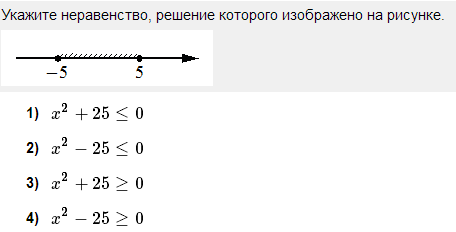 Укажите неравенство, решение которого изображено на рисунке.
−5 5
1) x² + 25 ≤ 0
2) x² − 25 ≤ 0
3) x² + 25 ≥ 0
4) x² − 25 ≥ 0